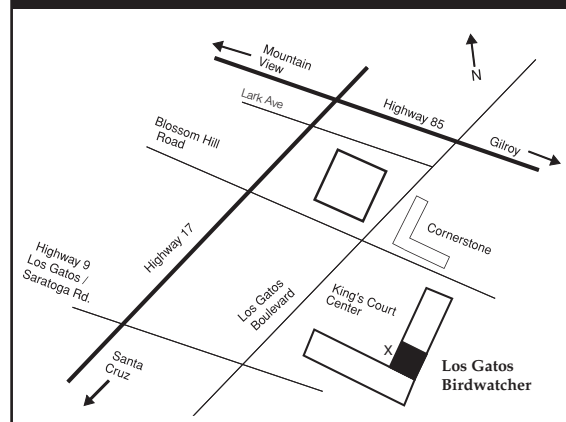 Mountain
View
N
Lark Ave
Highway 85
Blossom Hill
Road
Gilroy
Cornerstone
Highway 17
Highway 9
Los Gatos /
Saratoga Rd.
Los Gatos
Boulevard
King's Court
Center
X
Santa
Cruz
Los Gatos
Birdwatcher